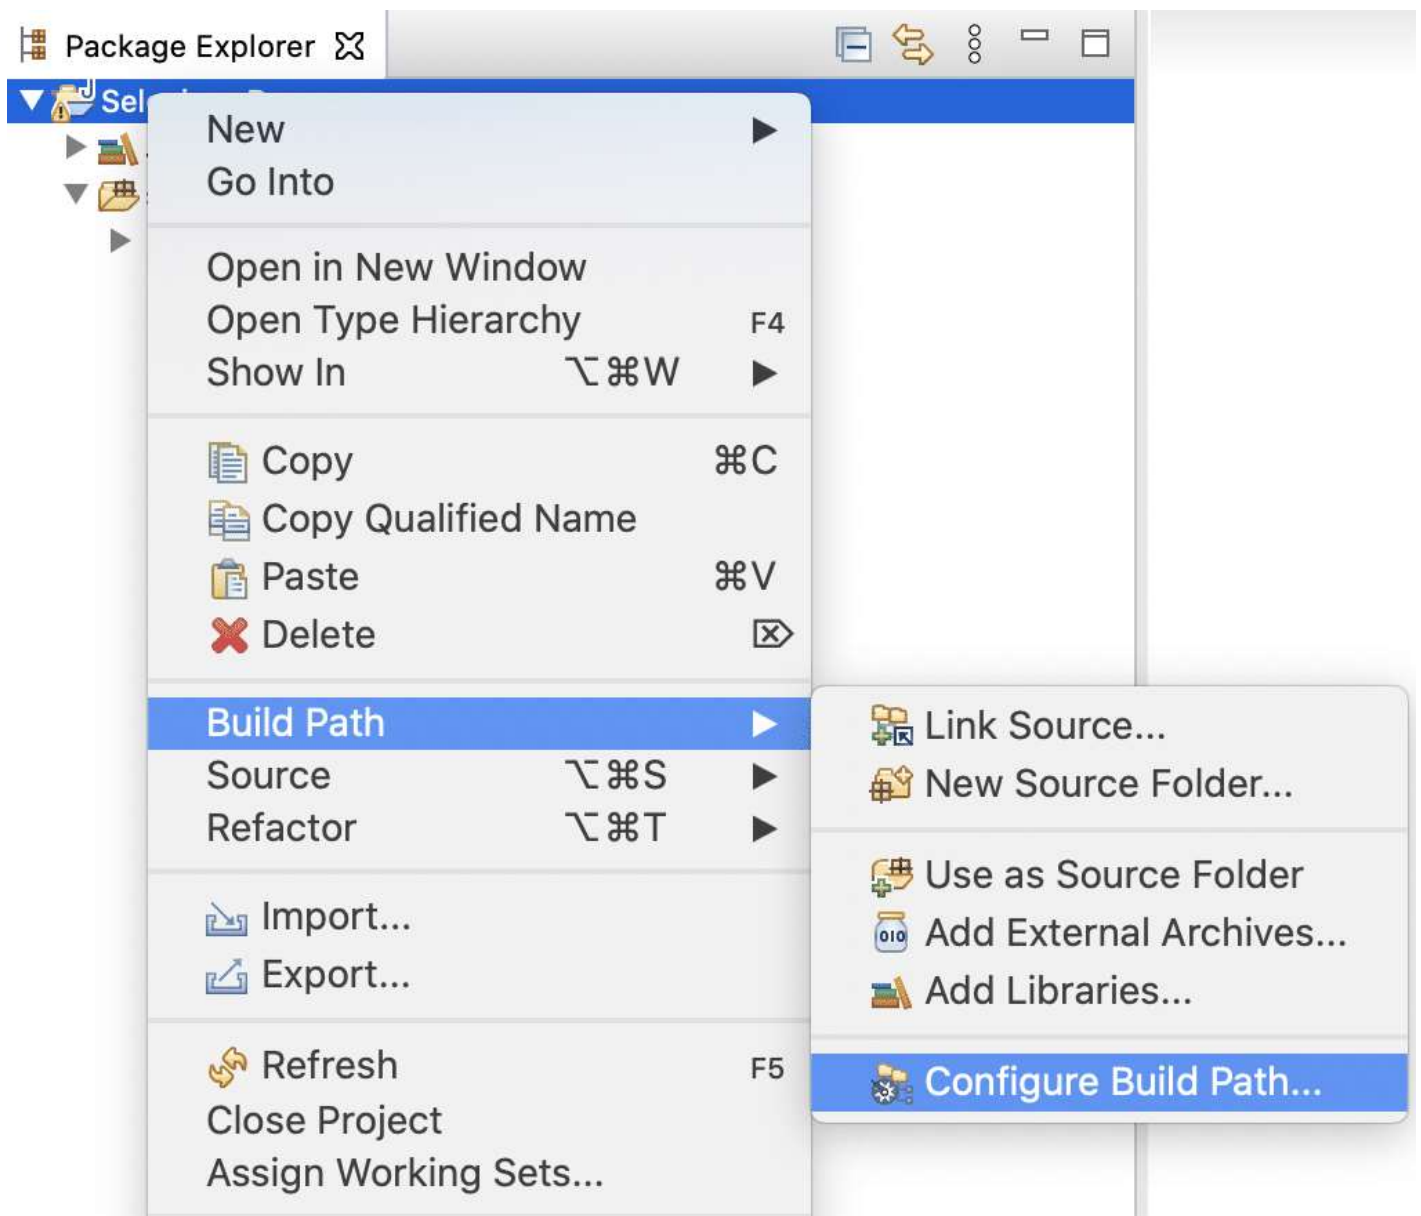 Package Explorer
New
Go Into
Open in New Window
Open Type Hierarchy F4
Show In ⌥⌘W
Copy ⌘C
Copy Qualified Name
Paste ⌘V
Delete ⌦
Build Path
Source ⌥⌘S
Refactor ⌥⌘T
Import...
Export...
Refresh F5
Close Project
Assign Working Sets...
Link Source...
New Source Folder...
Use as Source Folder
010 Add External Archives...
Add Libraries...
Configure Build Path...